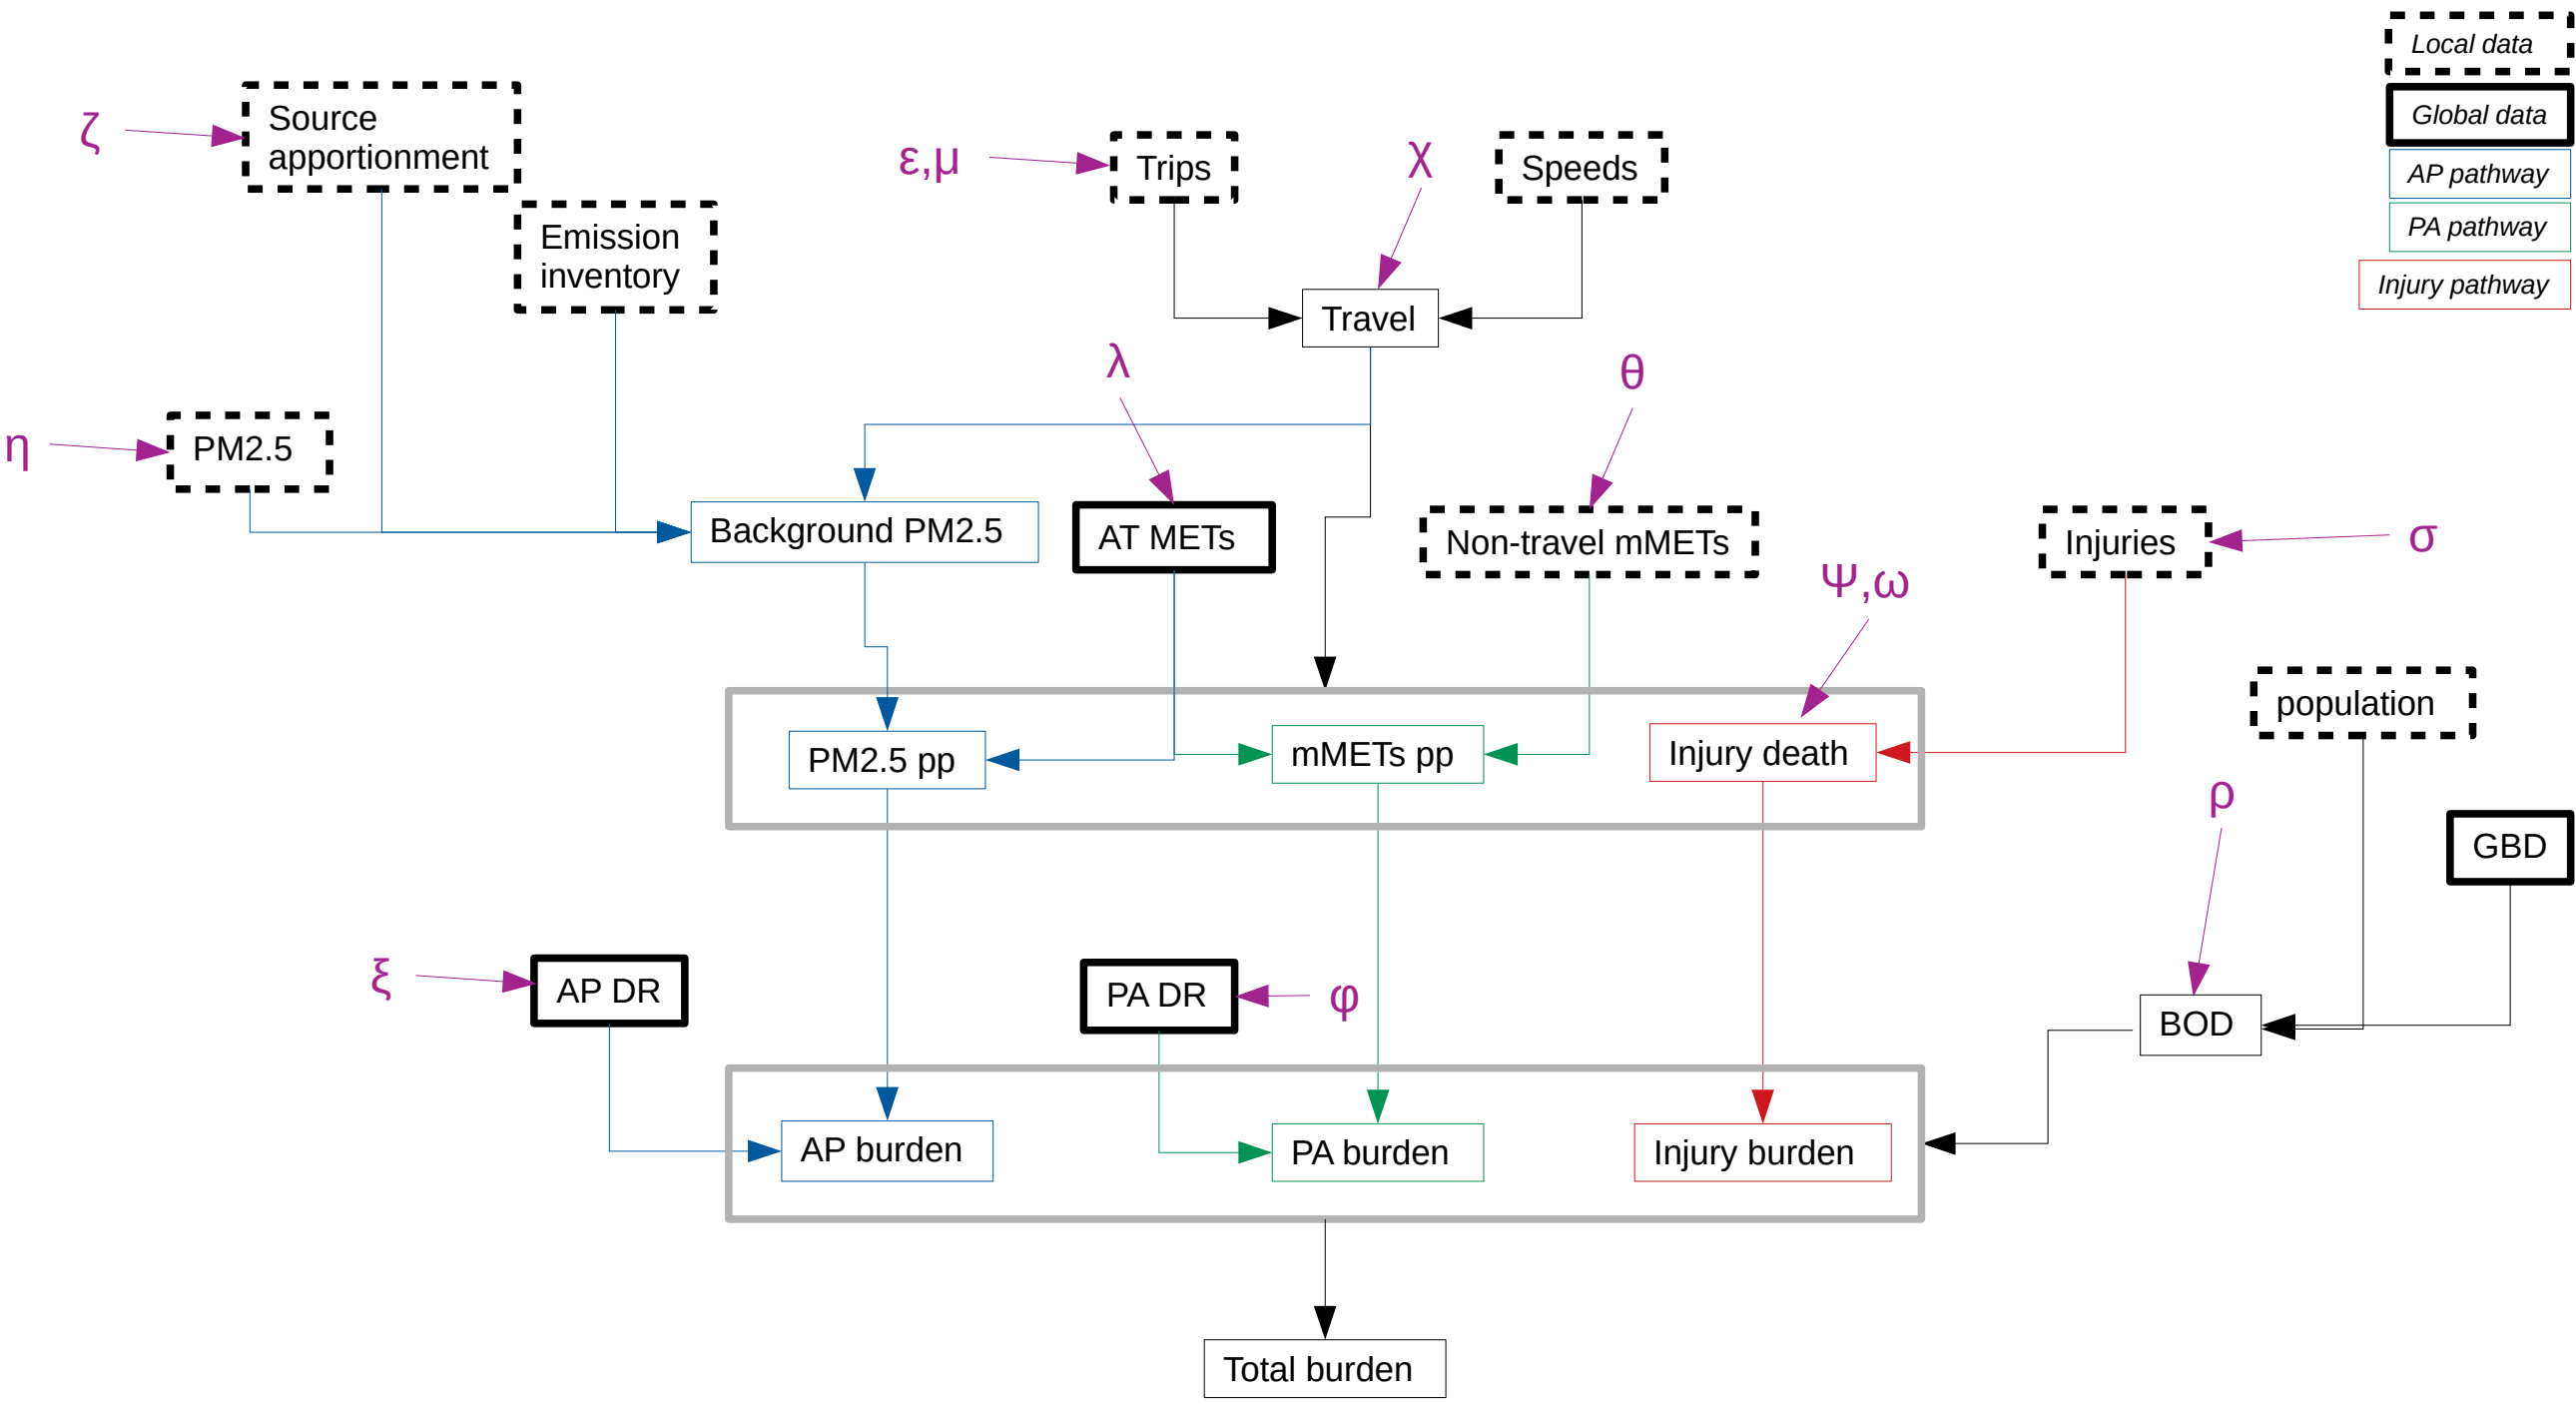 Local data
Global data
AP pathway
PA pathway
Injury pathway
ζ
Source
apportionment
ε,μ
Trips
χ
Speeds
Emission
inventory
Travel
λ
θ
η
PM2.5
Background PM2.5
AT METs
Non-travel mMETs
Injuries
σ
Ψ,ω
population
PM2.5 pp
mMETs pp
Injury death
ρ
GBD
ξ
AP DR
PA DR
φ
BOD
AP burden
PA burden
Injury burden
Total burden